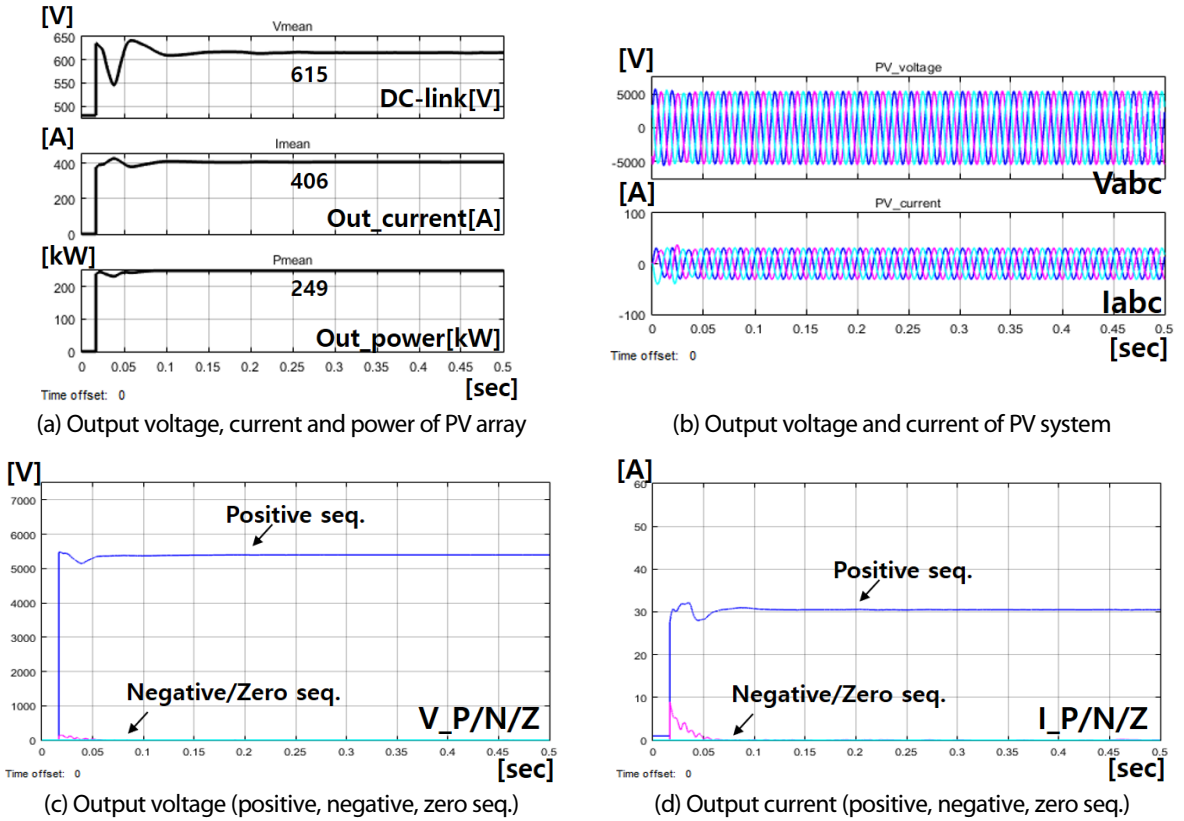 [V]
Vmean
650
600
550
500
615
DC-link[V]
[A]
Imean
400
200
0
406
Out_current[A]
[kW]
Pmean
200
100
0
249
Out_power[kW]
0 0.05 0.1 0.15 0.2 0.25 0.3 0.35 0.4 0.45 0.5
Time offset: 0
[sec]
(a) Output voltage, current and power of PV array
[V]
PV_voltage
5000
0
-5000
Vabc
[A]
PV_current
100
0
-100
Iabc
0 0.05 0.1 0.15 0.2 0.25 0.3 0.35 0.4 0.45 0.5
Time offset: 0
[sec]
(b) Output voltage and current of PV system
[V]
7000
6000
5000
4000
3000
2000
1000
0
Positive seq.
Negative/Zero seq.
V_P/N/Z
0 0.05 0.1 0.15 0.2 0.25 0.3 0.35 0.4 0.45 0.5
Time offset: 0
[sec]
(c) Output voltage (positive, negative, zero seq.)
[A]
60
50
40
30
20
10
0
Positive seq.
Negative/Zero seq.
I_P/N/Z
0 0.05 0.1 0.15 0.2 0.25 0.3 0.35 0.4 0.45 0.5
Time offset: 0
[sec]
(d) Output current (positive, negative, zero seq.)